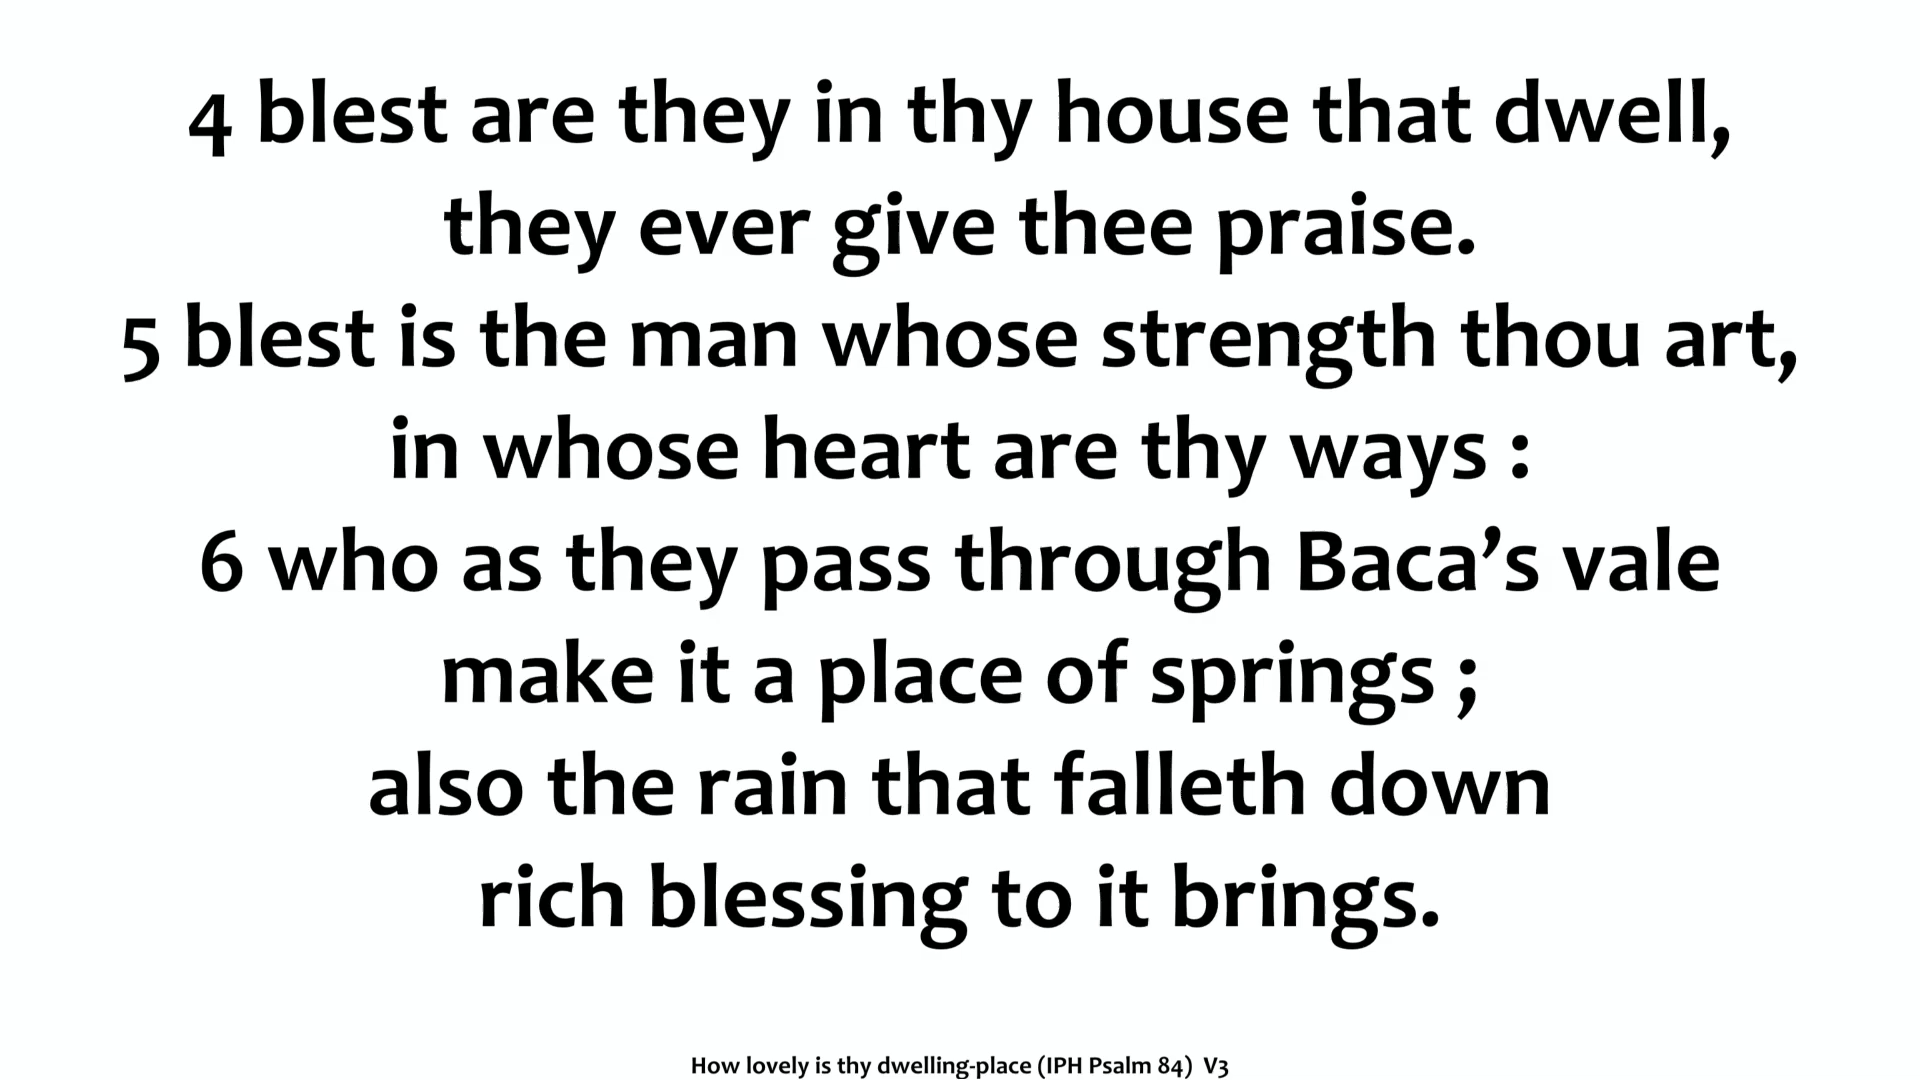 4 blest are they in thy house that dwell,
they ever give thee praise.
5 blest is the man whose strength thou art,
in whose heart are thy ways :
6 who as they pass through Baca’s vale
make it a place of springs ;
also the rain that falleth down
rich blessing to it brings.
How lovely is thy dwelling-place (IPH Psalm 84)  V3